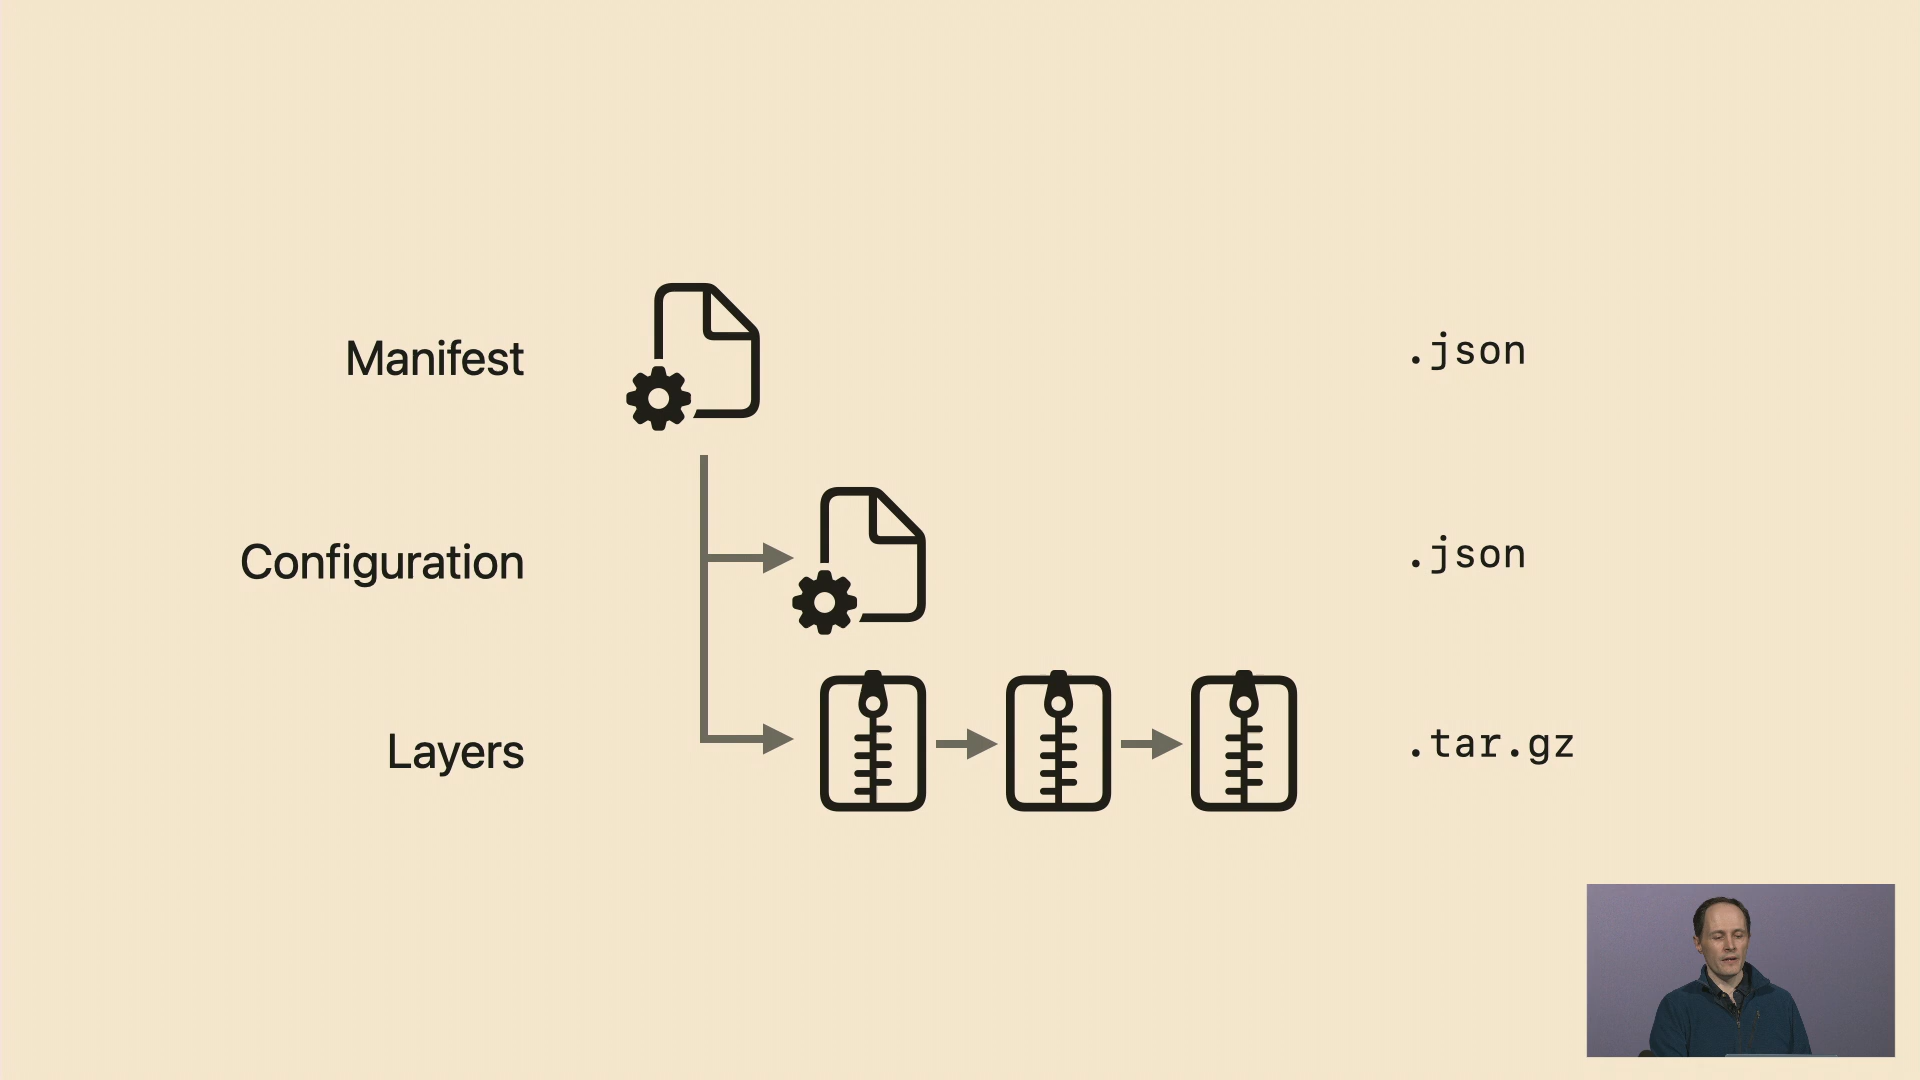 Manifest
.json
Configuration
.json
Layers
.tar.gz